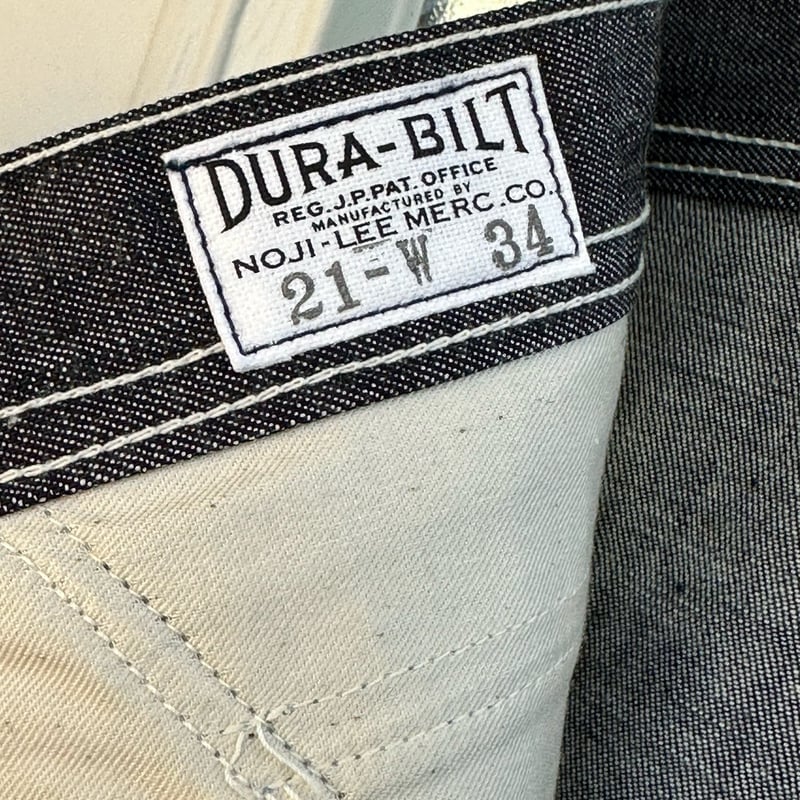 DURA-BILT
REG.J.P.PAT.OFFICE
MANUFACTURED BY
NOJI-LEE MERC.CO.
21-W 34